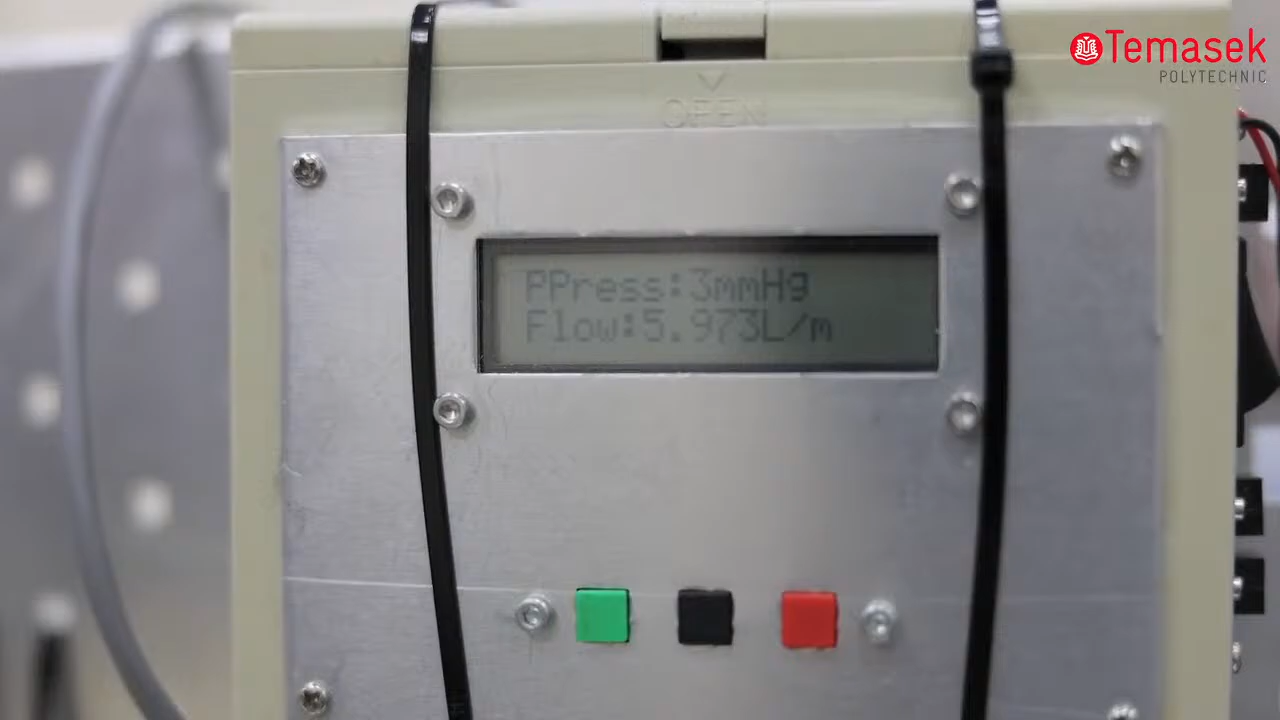 Temasek
POLYTECHNIC
OPEN
PPress:3mmHg
Flow:5.973L/m